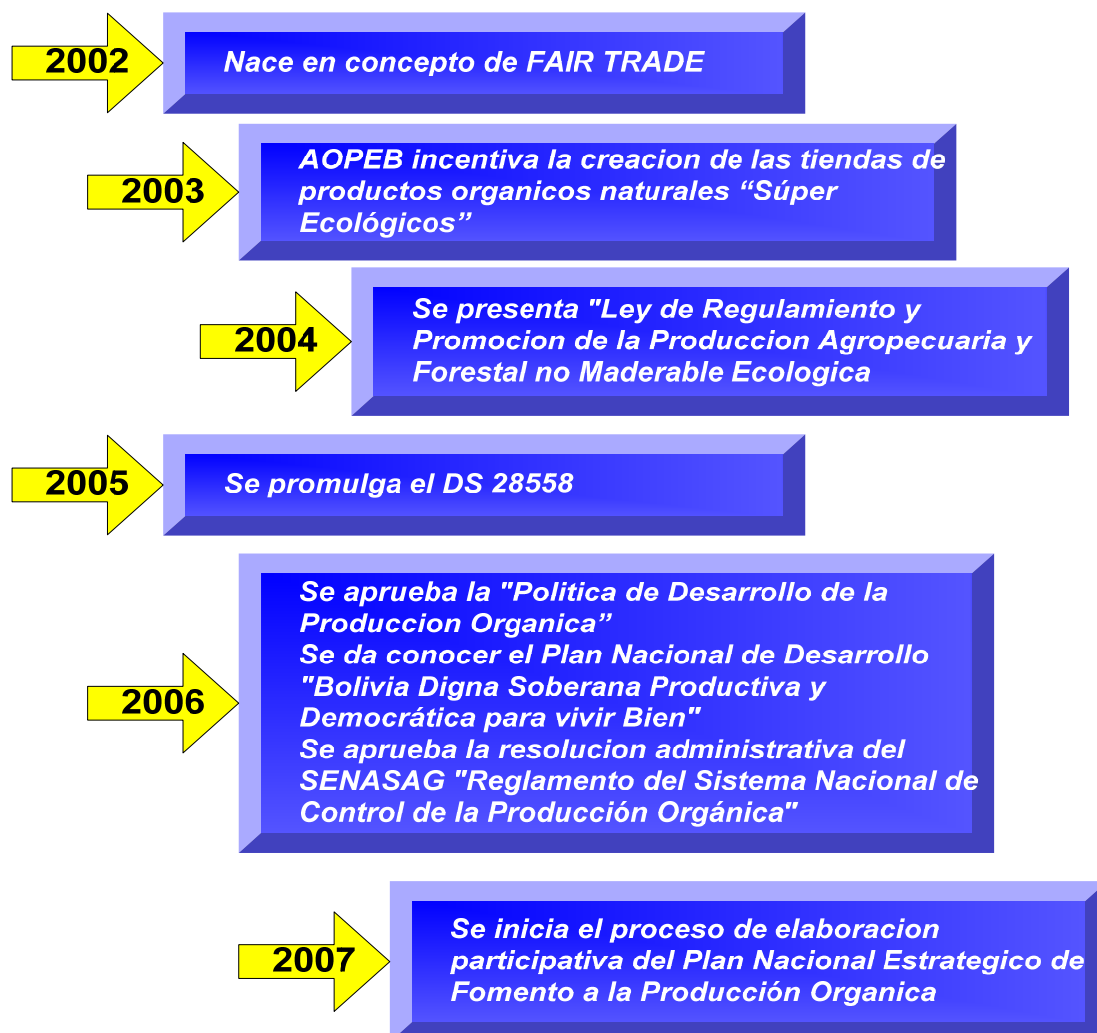 2002
Nace en concepto de FAIR TRADE
2003
AOPEB incentiva la creacion de las tiendas de
productos organicos naturales “Súper
Ecológicos”
2004
Se presenta "Ley de Regulamiento y
Promocion de la Produccion Agropecuaria y
Forestal no Maderable Ecologica
2005
Se promulga el DS 28558
2006
Se aprueba la "Politica de Desarrollo de la
Produccion Organica”
Se da conocer el Plan Nacional de Desarrollo
"Bolivia Digna Soberana Productiva y
Democrática para vivir Bien"
Se aprueba la resolucion administrativa del
SENASAG "Reglamento del Sistema Nacional de
Control de la Producción Orgánica"
2007
Se inicia el proceso de elaboracion
participativa del Plan Nacional Estrategico de
Fomento a la Producción Organica